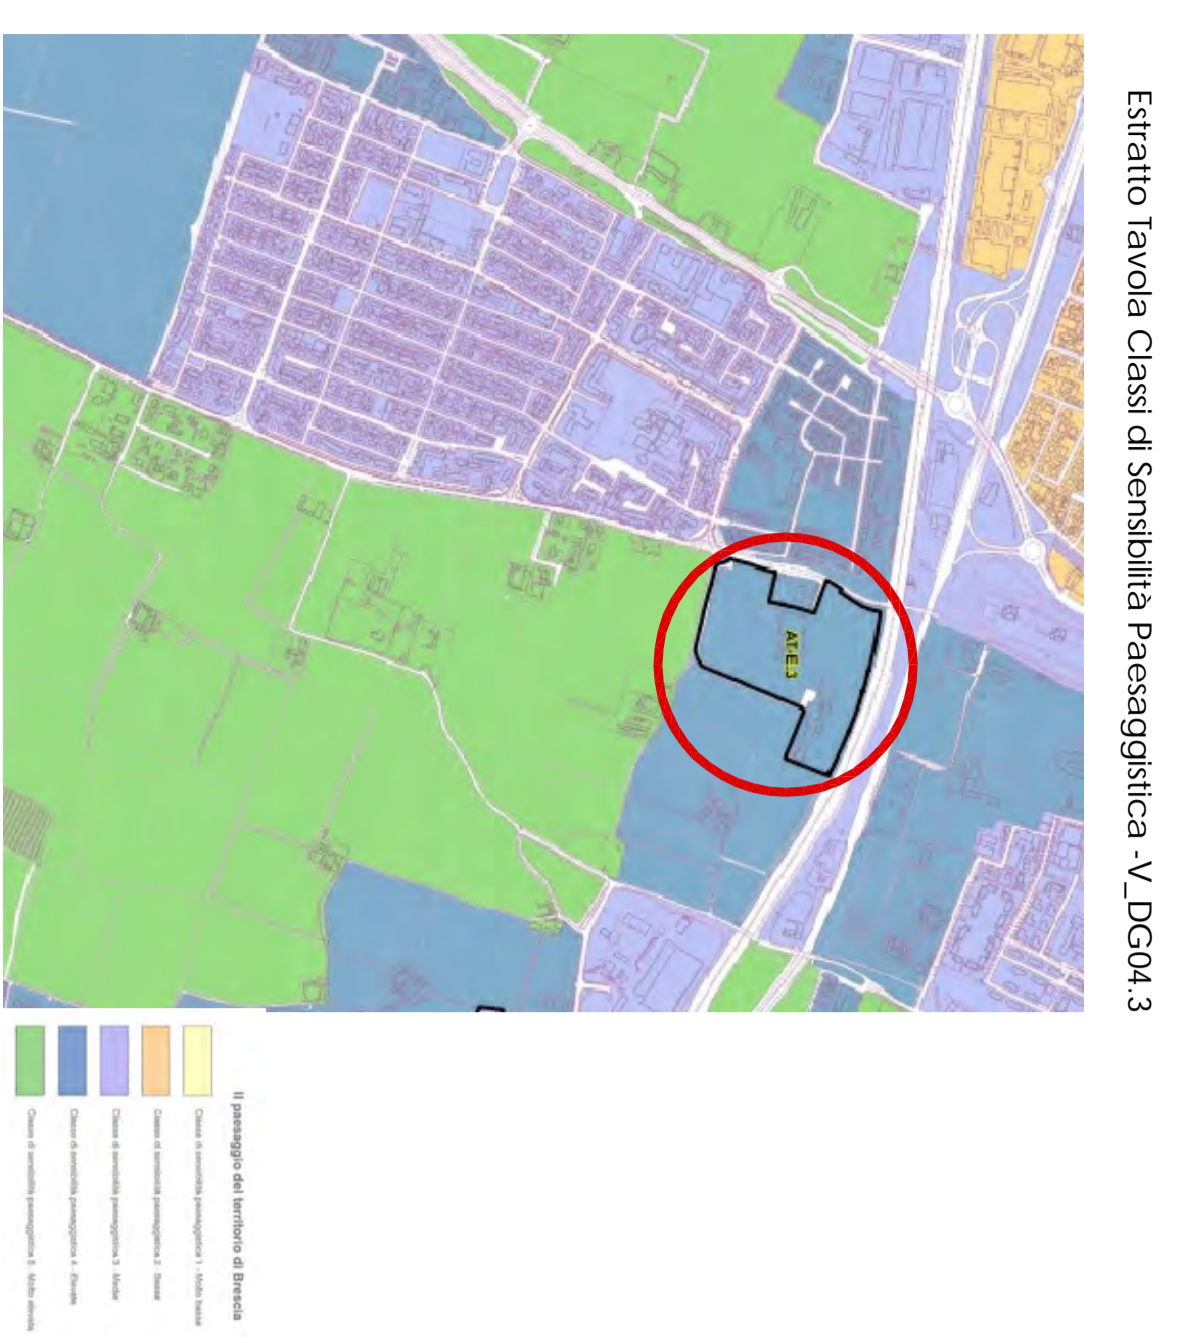 Estratto Tavola Classi di Sensibilità Paesaggistica -V_DG04.3
AT-E.3
Il paesaggio del territorio di Brescia
Classe di sensibilità paesaggistica 1 - Molto bassa
Classe di sensibilità paesaggistica 2 - Bassa
Classe di sensibilità paesaggistica 3 - Media
Classe di sensibilità paesaggistica 4 - Elevata
Classe di sensibilità paesaggistica 5 - Molto elevata